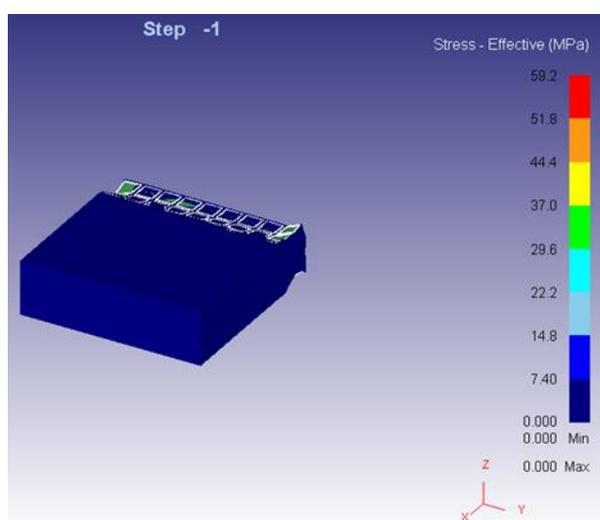 Step -1
Stress - Effective (MPa)
59.2
51.8
44.4
37.0
29.6
22.2
14.8
7.40
0.000
0.000 Min
0.000 Max
Z
X Y